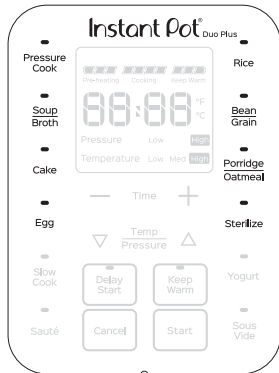 Instant Pot® Duo Plus
Pressure
Cook
Rice
Pre-heating Cooking Keep Warm
88:88 °F
°C
Soup
Broth
Bean
Grain
Pressure Low High
Temperature Low Med High
Cake
Porridge
Oatmeal
— Time +
Egg
Sterilize
Temp
Pressure
Slow
Cook
Delay
Start
Keep
Warm
Yogurt
Sauté
Cancel
Start
Sous
Vide